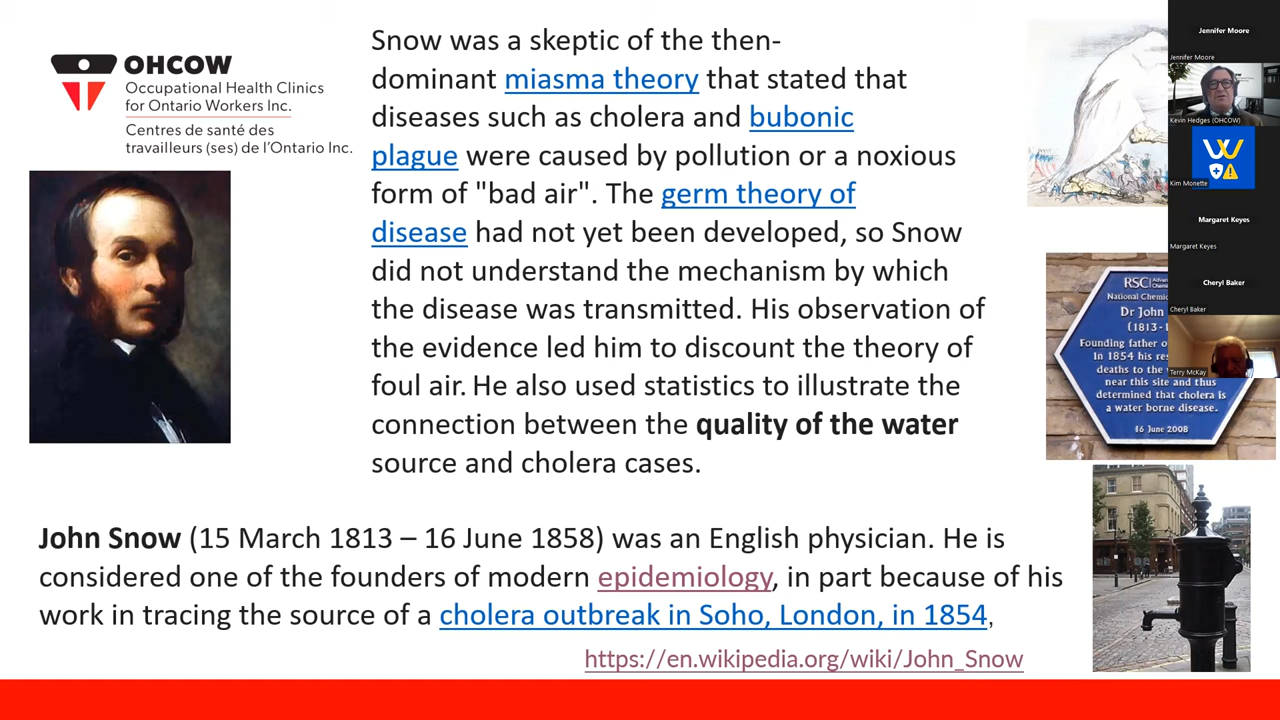 OHCOW
Occupational Health Clinics
for Ontario Workers Inc.
Centres de santé des
travailleurs (ses) de l'Ontario Inc.
Snow was a skeptic of the then-
dominant miasma theory that stated that
diseases such as cholera and bubonic
plague were caused by pollution or a noxious
form of "bad air". The germ theory of
disease had not yet been developed, so Snow
did not understand the mechanism by which
the disease was transmitted. His observation of
the evidence led him to discount the theory of
foul air. He also used statistics to illustrate the
connection between the quality of the water
source and cholera cases.
John Snow (15 March 1813 – 16 June 1858) was an English physician. He is
considered one of the founders of modern epidemiology, in part because of his
work in tracing the source of a cholera outbreak in Soho, London, in 1854,
https://en.wikipedia.org/wiki/John_Snow
RSC
National
Dr John
(1813-
Founding father
In 1854 his
deaths to the
near this site and thus
determined that cholera is
a water borne disease.
16 June 2008
Jennifer Moore
Jennifer Moore
Kevin Hedges (OHCOW)
Kim Monette
Margaret Keyes
Margaret Keyes
Cheryl Baker
Cheryl Baker
Terry McKay